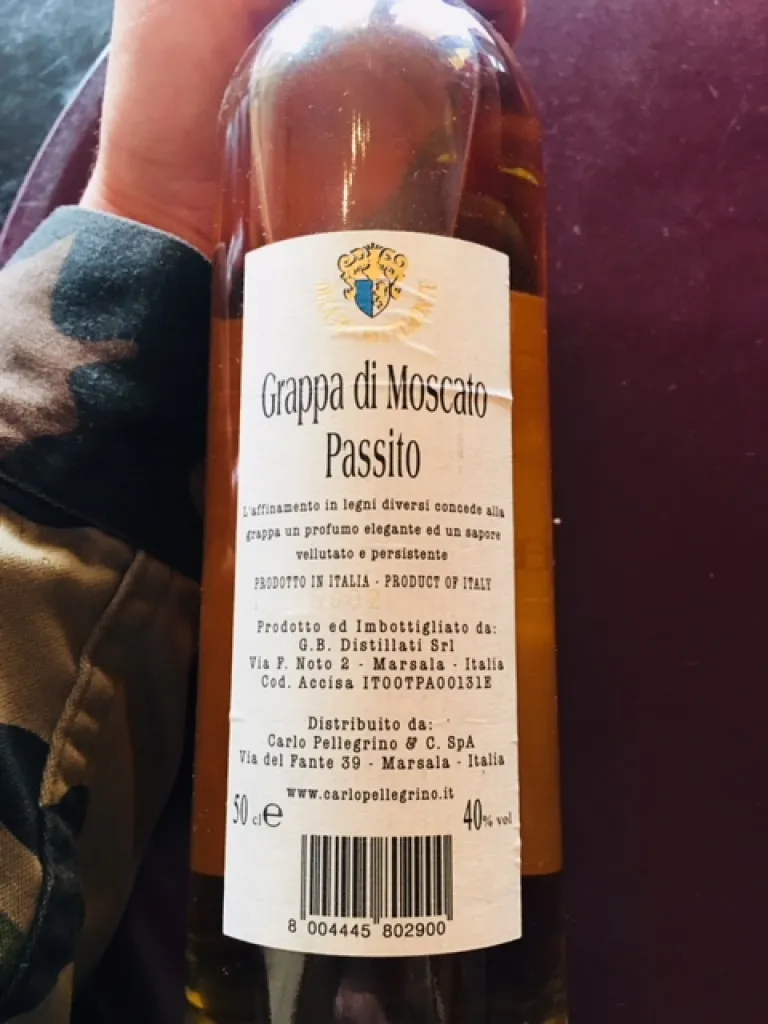 Grappa di Moscato
Passito
L'affinamento in legni diversi concede alla
grappa un profumo elegante ed un sapore
vellutato e persistente
PRODOTTO IN ITALIA - PRODUCT OF ITALY
Prodotto ed Imbottigliato da:
G.B. Distillati Srl
Via F. Noto 2 - Marsala - Italia
Cod. Accisa IT00TPA00131E
Distribuito da:
Carlo Pellegrino & C. SpA
Via del Fante 39 - Marsala - Italia
www.carlopellegrino.it
50 cl e 40% vol
8 004445 802900